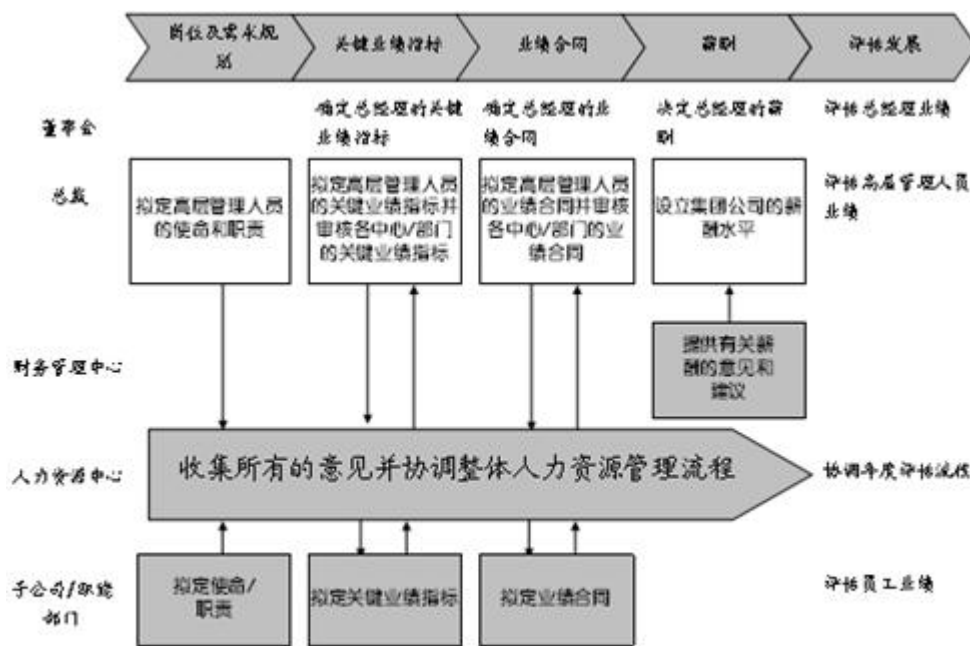 岗位及需求规
划
关键业绩指标
业绩合同
薪酬
评估发展
董事会
确定总经理的关键
业绩指标
确定总经理的业
绩合同
决定总经理的薪
酬
评估总经理业绩
总裁
拟定高层管理人员
的使命和职责
拟定高层管理人员
的关键业绩指标并
审核各中心/部门
的关键业绩指标
拟定高层管理人员
的业绩合同并审核
各中心/部门的业
绩合同
设立集团公司的薪
酬水平
评估高层管理人员
业绩
财务管理中心
提供有关薪
酬的意见和
建议
人力资源中心
收集所有的意见并协调整体人力资源管理流程
协调年度评估流程
子公司/职能
部门
拟定使命/
职责
拟定关键业绩指标
拟定业绩合同
评估员工业绩